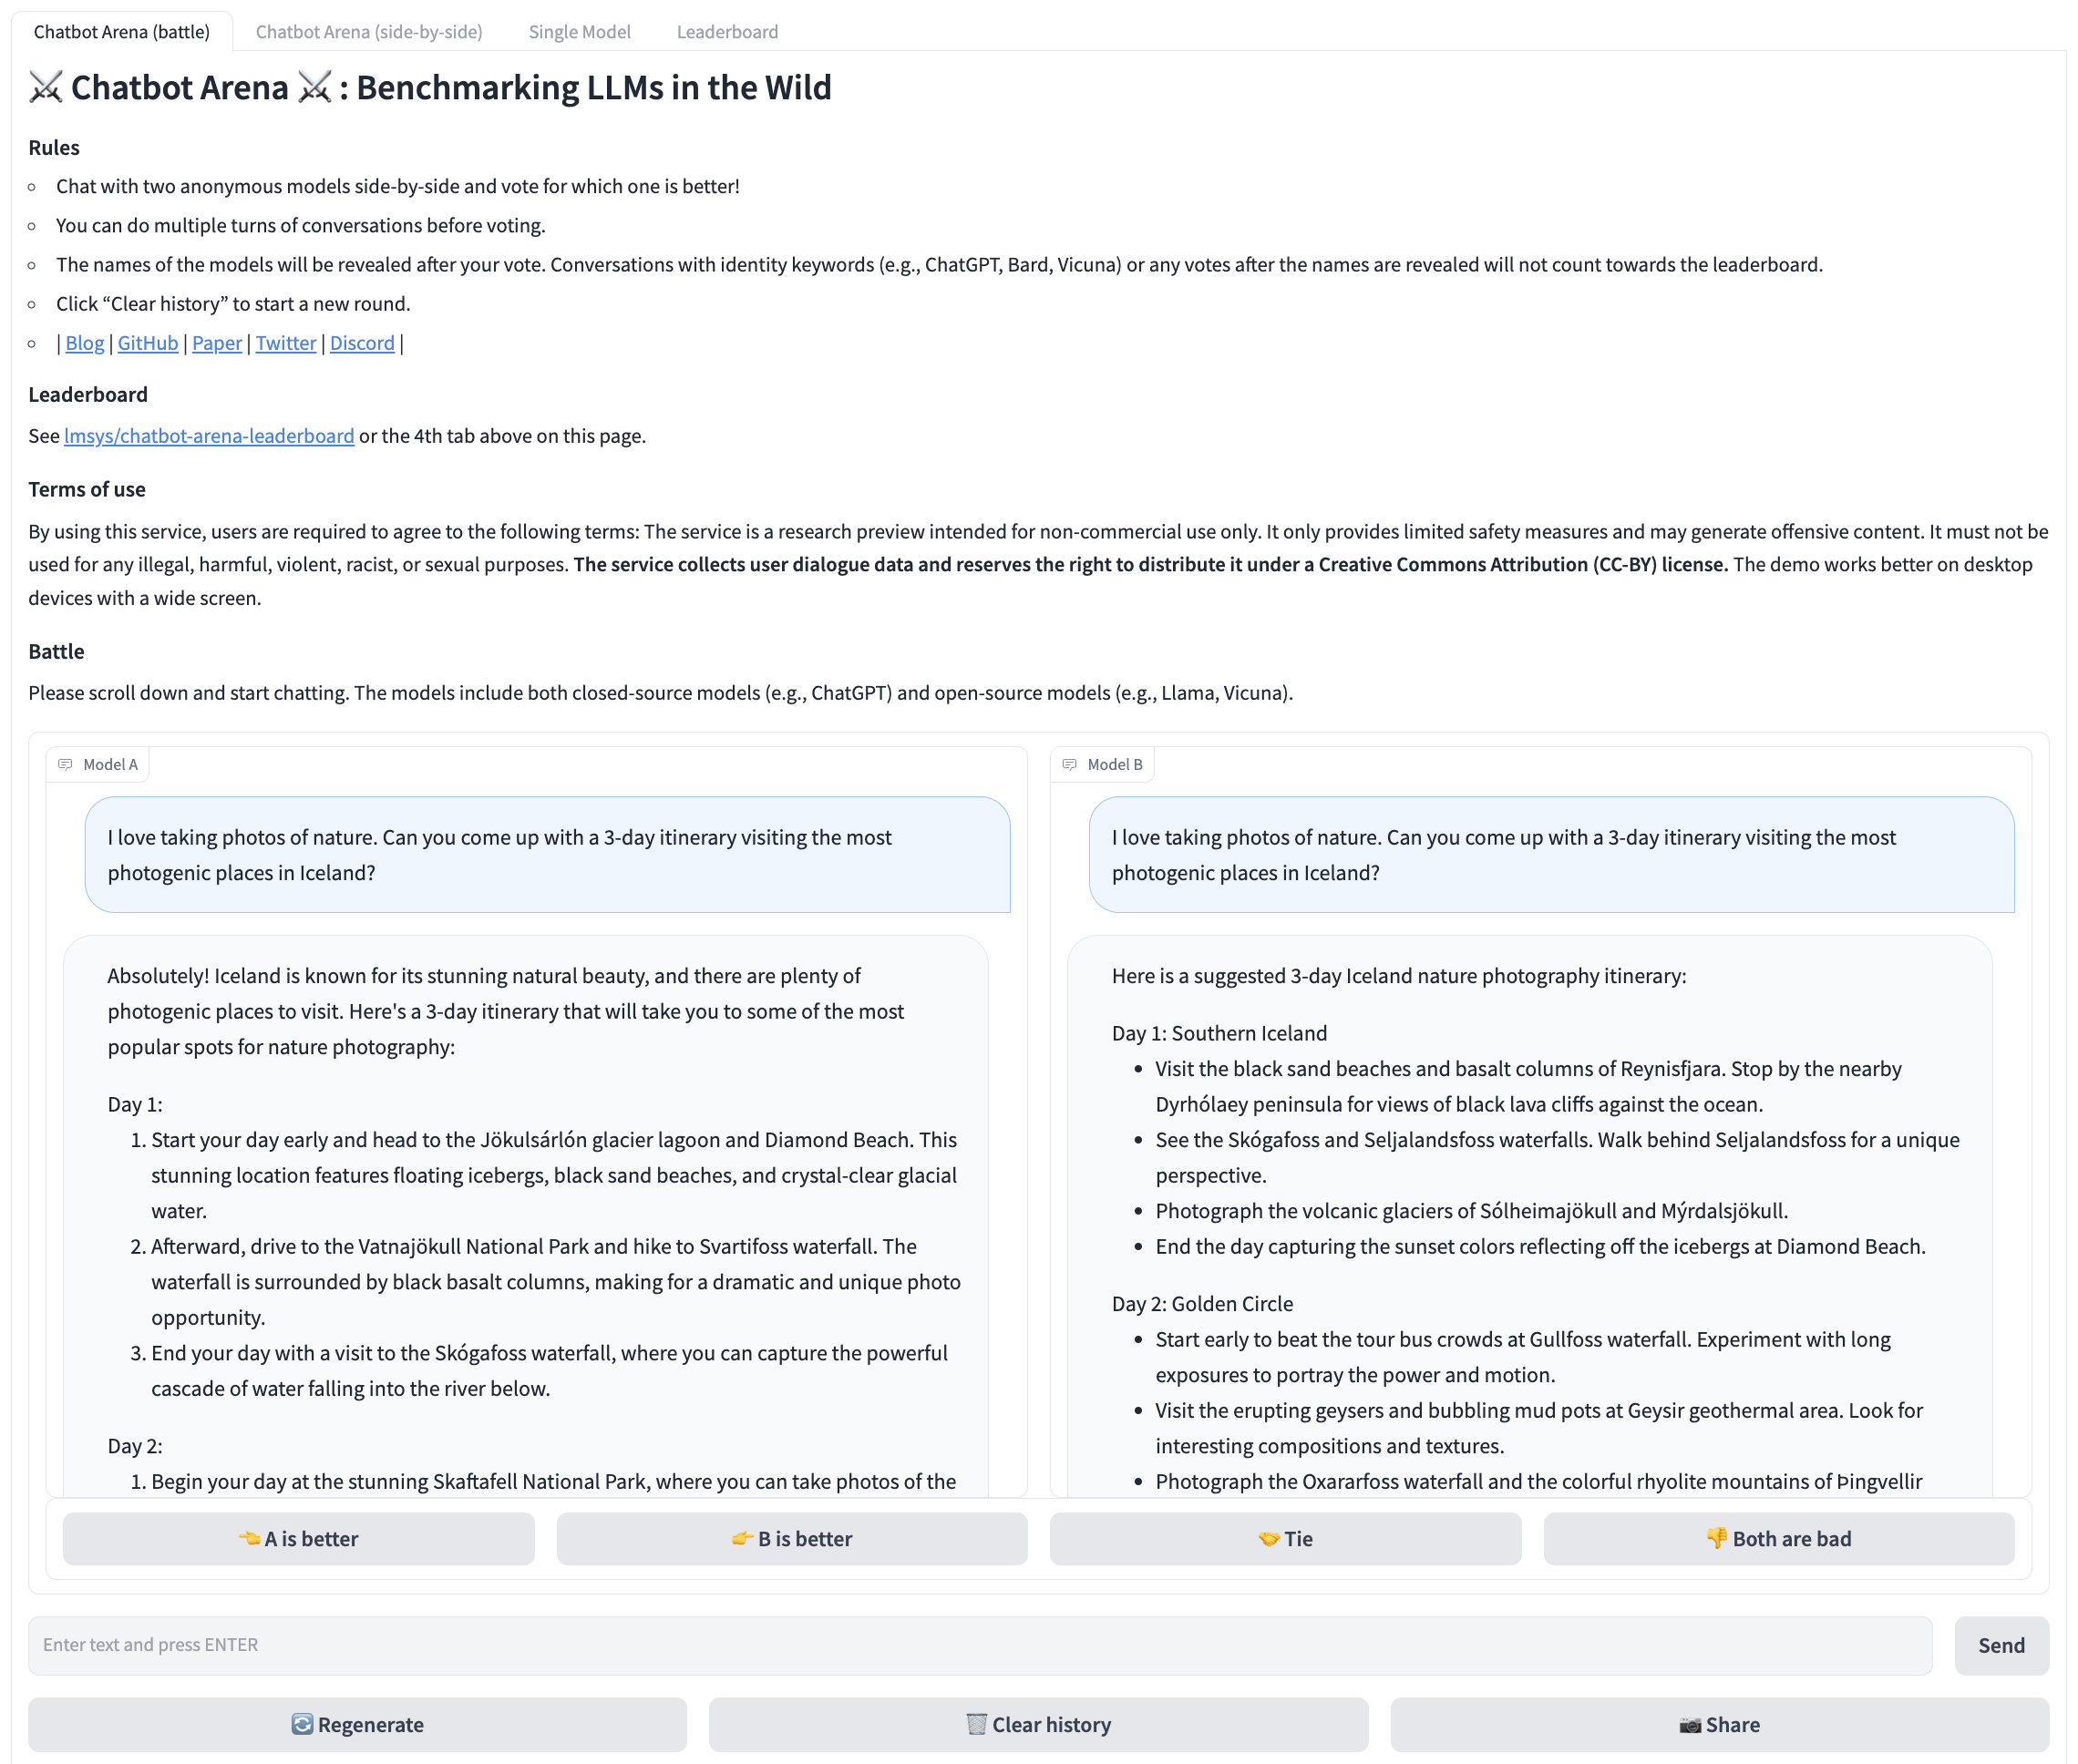 Chatbot Arena (battle) Chatbot Arena (side-by-side) Single Model Leaderboard
⚔️ Chatbot Arena ⚔️ : Benchmarking LLMs in the Wild
Rules
Chat with two anonymous models side-by-side and vote for which one is better!
You can do multiple turns of conversations before voting.
The names of the models will be revealed after your vote. Conversations with identity keywords (e.g., ChatGPT, Bard, Vicuna) or any votes after the names are revealed will not count towards the leaderboard.
Click “Clear history” to start a new round.
| Blog | GitHub | Paper | Twitter | Discord |
Leaderboard
See lmsys/chatbot-arena-leaderboard or the 4th tab above on this page.
Terms of use
By using this service, users are required to agree to the following terms: The service is a research preview intended for non-commercial use only. It only provides limited safety measures and may generate offensive content. It must not be
used for any illegal, harmful, violent, racist, or sexual purposes. The service collects user dialogue data and reserves the right to distribute it under a Creative Commons Attribution (CC-BY) license. The demo works better on desktop
devices with a wide screen.
Battle
Please scroll down and start chatting. The models include both closed-source models (e.g., ChatGPT) and open-source models (e.g., Llama, Vicuna).
Model A
I love taking photos of nature. Can you come up with a 3-day itinerary visiting the most
photogenic places in Iceland?
Absolutely! Iceland is known for its stunning natural beauty, and there are plenty of
photogenic places to visit. Here's a 3-day itinerary that will take you to some of the most
popular spots for nature photography:
Day 1:
1. Start your day early and head to the Jökulsárlón glacier lagoon and Diamond Beach. This
stunning location features floating icebergs, black sand beaches, and crystal-clear glacial
water.
2. Afterward, drive to the Vatnajökull National Park and hike to Svartifoss waterfall. The
waterfall is surrounded by black basalt columns, making for a dramatic and unique photo
opportunity.
3. End your day with a visit to the Skógafoss waterfall, where you can capture the powerful
cascade of water falling into the river below.
Day 2:
1. Begin your day at the stunning Skaftafell National Park, where you can take photos of the
Model B
I love taking photos of nature. Can you come up with a 3-day itinerary visiting the most
photogenic places in Iceland?
Here is a suggested 3-day Iceland nature photography itinerary:
Day 1: Southern Iceland
Visit the black sand beaches and basalt columns of Reynisfjara. Stop by the nearby
Dyrhólaey peninsula for views of black lava cliffs against the ocean.
See the Skógafoss and Seljalandsfoss waterfalls. Walk behind Seljalandsfoss for a unique
perspective.
Photograph the volcanic glaciers of Sólheimajökull and Mýrdalsjökull.
End the day capturing the sunset colors reflecting off the icebergs at Diamond Beach.
Day 2: Golden Circle
Start early to beat the tour bus crowds at Gullfoss waterfall. Experiment with long
exposures to portray the power and motion.
Visit the erupting geysers and bubbling mud pots at Geysir geothermal area. Look for
interesting compositions and textures.
Photograph the Oxararfoss waterfall and the colorful rhyolite mountains of Þingvellir
👈 A is better 👉 B is better 🤝 Tie 👎 Both are bad
Enter text and press ENTER Send
🔄 Regenerate 🗑️ Clear history 📷 Share